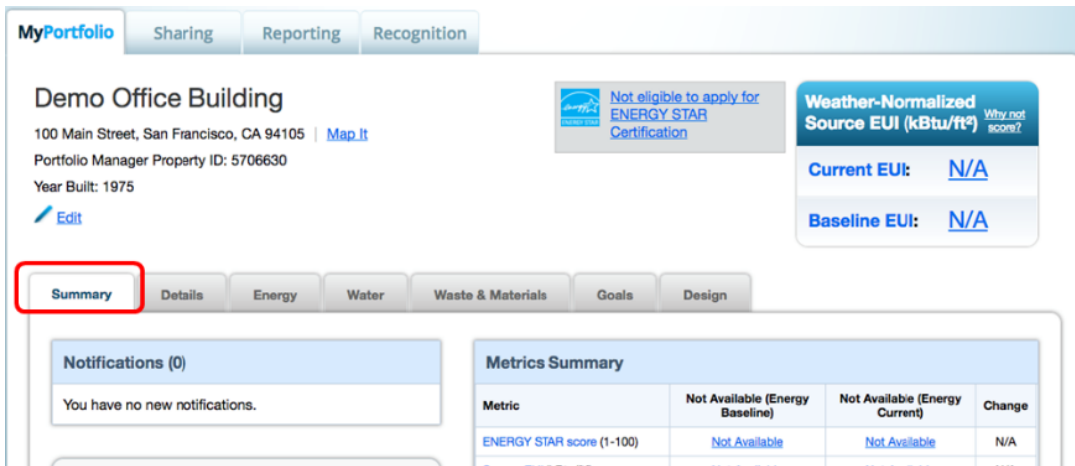 MyPortfolio
Sharing
Reporting
Recognition
Demo Office Building
100 Main Street, San Francisco, CA 94105 | Map It
Portfolio Manager Property ID: 5706630
Year Built: 1975
Edit
Not eligible to apply for
ENERGY STAR
Certification
ENERGY STAR
Weather-Normalized
Source EUI (kBtu/ft²)
Why not
score?
Current EUI: N/A
Baseline EUI: N/A
Summary
Details
Energy
Water
Waste & Materials
Goals
Design
Notifications (0)
You have no new notifications.
Metrics Summary
Metric
Not Available (Energy
Baseline)
Not Available (Energy
Current)
Change
ENERGY STAR score (1-100)
Not Available
Not Available
N/A